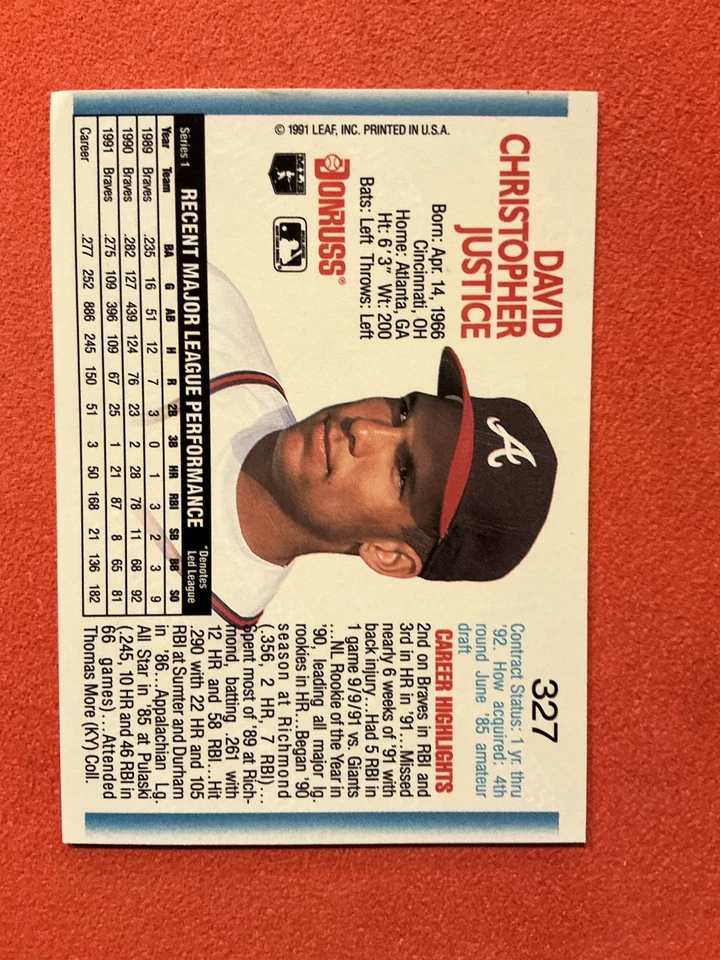 DAVID
CHRISTOPHER
JUSTICE
Born: Apr. 14, 1966
Cincinnati, OH
Home: Atlanta, GA
Ht: 6'3" Wt: 200
Bats: Left Throws: Left
DONRUSS®
© 1991 LEAF, INC. PRINTED IN U.S.A.
A
327
Contract Status: 1 yr. thru
'92. How acquired: 4th
round June '85 amateur
draft
CAREER HIGHLIGHTS
2nd on Braves in RBI and
3rd in HR in '91...Missed
nearly 6 weeks of '91 with
back injury...Had 5 RBI in
1 game 9/9/91 vs. Giants
...NL Rookie of the Year in
'90, leading all major lg.
rookies in HR...Began '90
season at Richmond
(.356, 2 HR, 7 RBI)...
Spent most of '89 at Rich-
mond, batting .261 with
12 HR and 58 RBI...Hit
.290 with 22 HR and 105
RBI at Sumter and Durham
in '86...Appalachian Lg.
All Star in '85 at Pulaski
(.245, 10 HR and 46 RBI in
66 games)...Attended
Thomas More (KY) Coll.
Series 1 RECENT MAJOR LEAGUE PERFORMANCE *Denotes
Led League
Year Team BA G AB H R 2B 3B HR RBI SB BB SO
1989 Braves .235 16 51 12 7 3 0 1 3 2 3 9
1990 Braves .282 127 439 124 76 23 2 28 78 11 68 92
1991 Braves .275 109 396 109 67 25 1 21 87 8 65 81
Career .277 252 886 245 150 51 3 50 168 21 136 182